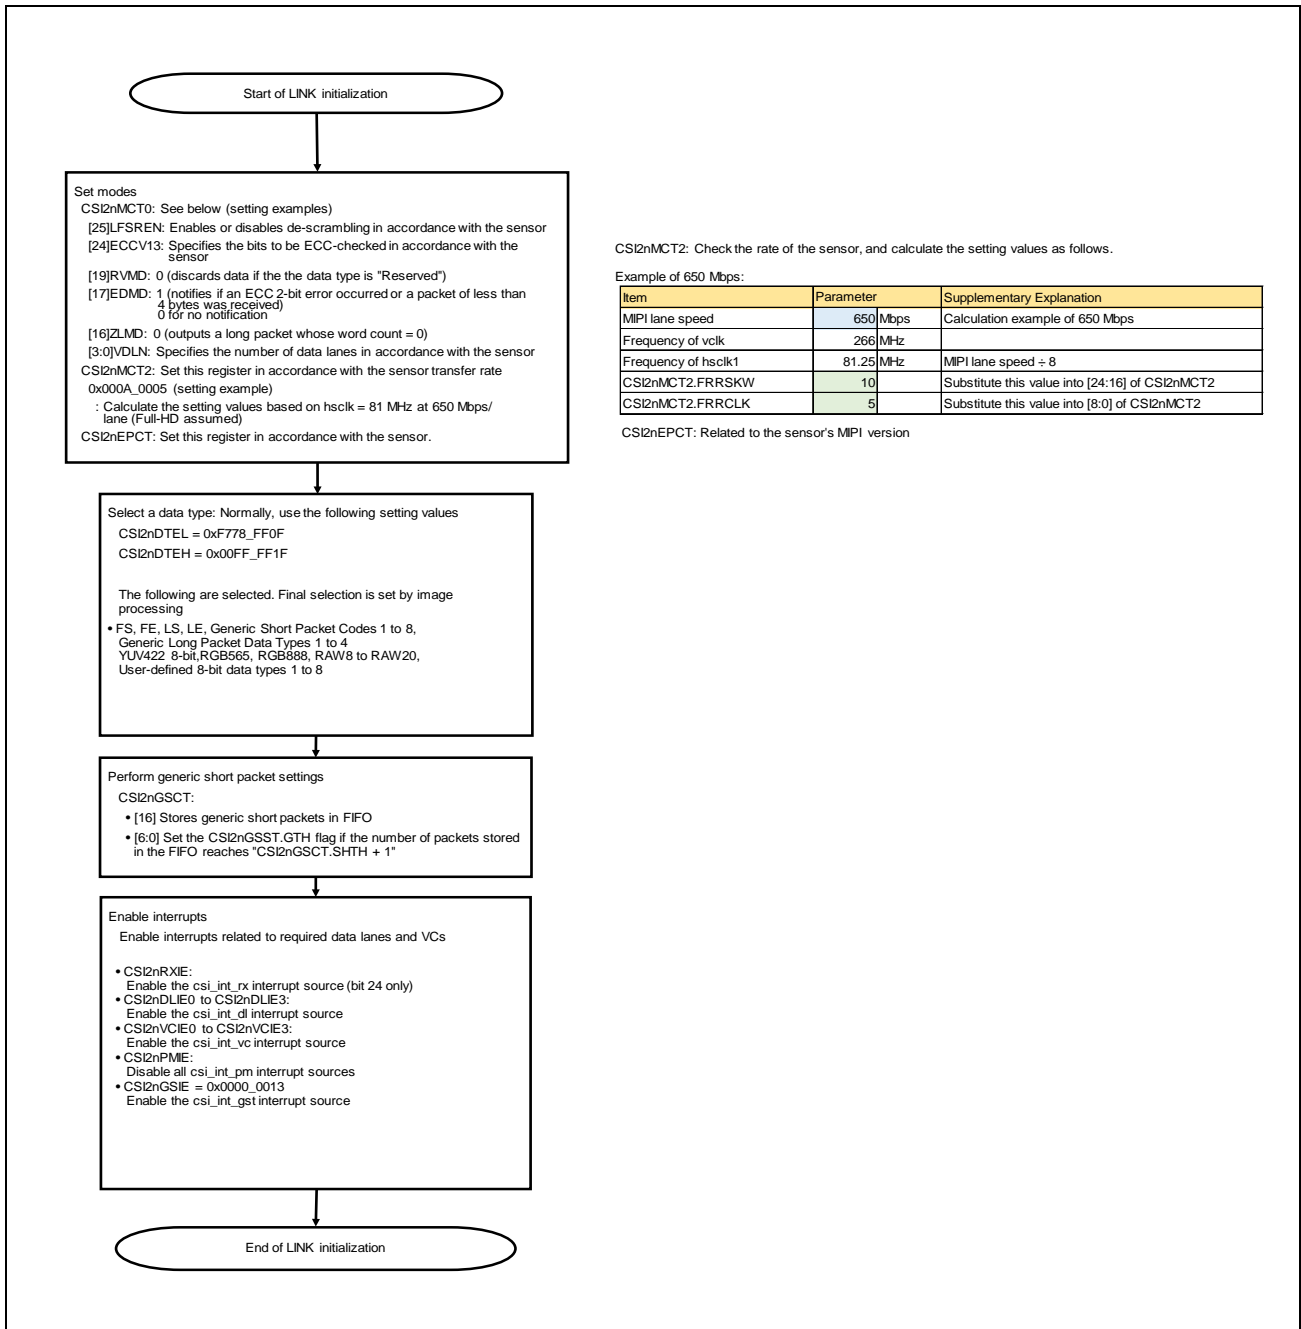 Start of LINK initialization
Set modes
CSI2nMCT0: See below (setting examples)
[25]LFSREN: Enables or disables de-scrambling in accordance with the sensor
[24]ECCV13: Specifies the bits to be ECC-checked in accordance with the
sensor
[19]RVMD: 0 (discards data if the the data type is "Reserved")
[17]EDMD: 1 (notifies if an ECC 2-bit error occurred or a packet of less than
4 bytes was received)
0 for no notification
[16]ZLMD: 0 (outputs a long packet whose word count = 0)
[3:0]VDLN: Specifies the number of data lanes in accordance with the sensor
CSI2nMCT2: Set this register in accordance with the sensor transfer rate
0x000A_0005 (setting example)
: Calculate the setting values based on hsclk = 81 MHz at 650 Mbps/
lane (Full-HD assumed)
CSI2nEPCT: Set this register in accordance with the sensor.
CSI2nMCT2: Check the rate of the sensor, and calculate the setting values as follows.
Example of 650 Mbps:
Item Parameter Supplementary Explanation
MIPI lane speed 650 Mbps Calculation example of 650 Mbps
Frequency of vclk 266 MHz
Frequency of hsclk1 81.25 MHz MIPI lane speed ÷ 8
CSI2nMCT2.FRRSKW 10 Substitute this value into [24:16] of CSI2nMCT2
CSI2nMCT2.FRRCLK 5 Substitute this value into [8:0] of CSI2nMCT2
CSI2nEPCT: Related to the sensor's MIPI version
Select a data type: Normally, use the following setting values
CSI2nDTEL = 0xF778_FF0F
CSI2nDTEH = 0x00FF_FF1F
The following are selected. Final selection is set by image
processing
• FS, FE, LS, LE, Generic Short Packet Codes 1 to 8,
Generic Long Packet Data Types 1 to 4
YUV422 8-bit,RGB565, RGB888, RAW8 to RAW20,
User-defined 8-bit data types 1 to 8
Perform generic short packet settings
CSI2nGSCT:
• [16] Stores generic short packets in FIFO
• [6:0] Set the CSI2nGSST.GTH flag if the number of packets stored
in the FIFO reaches "CSI2nGSCT.SHTH + 1"
Enable interrupts
Enable interrupts related to required data lanes and VCs
• CSI2nRXIE:
Enable the csi_int_rx interrupt source (bit 24 only)
• CSI2nDLIE0 to CSI2nDLIE3:
Enable the csi_int_dl interrupt source
• CSI2nVCIE0 to CSI2nVCIE3:
Enable the csi_int_vc interrupt source
• CSI2nPMIE:
Disable all csi_int_pm interrupt sources
• CSI2nGSIE = 0x0000_0013
Enable the csi_int_gst interrupt source
End of LINK initialization